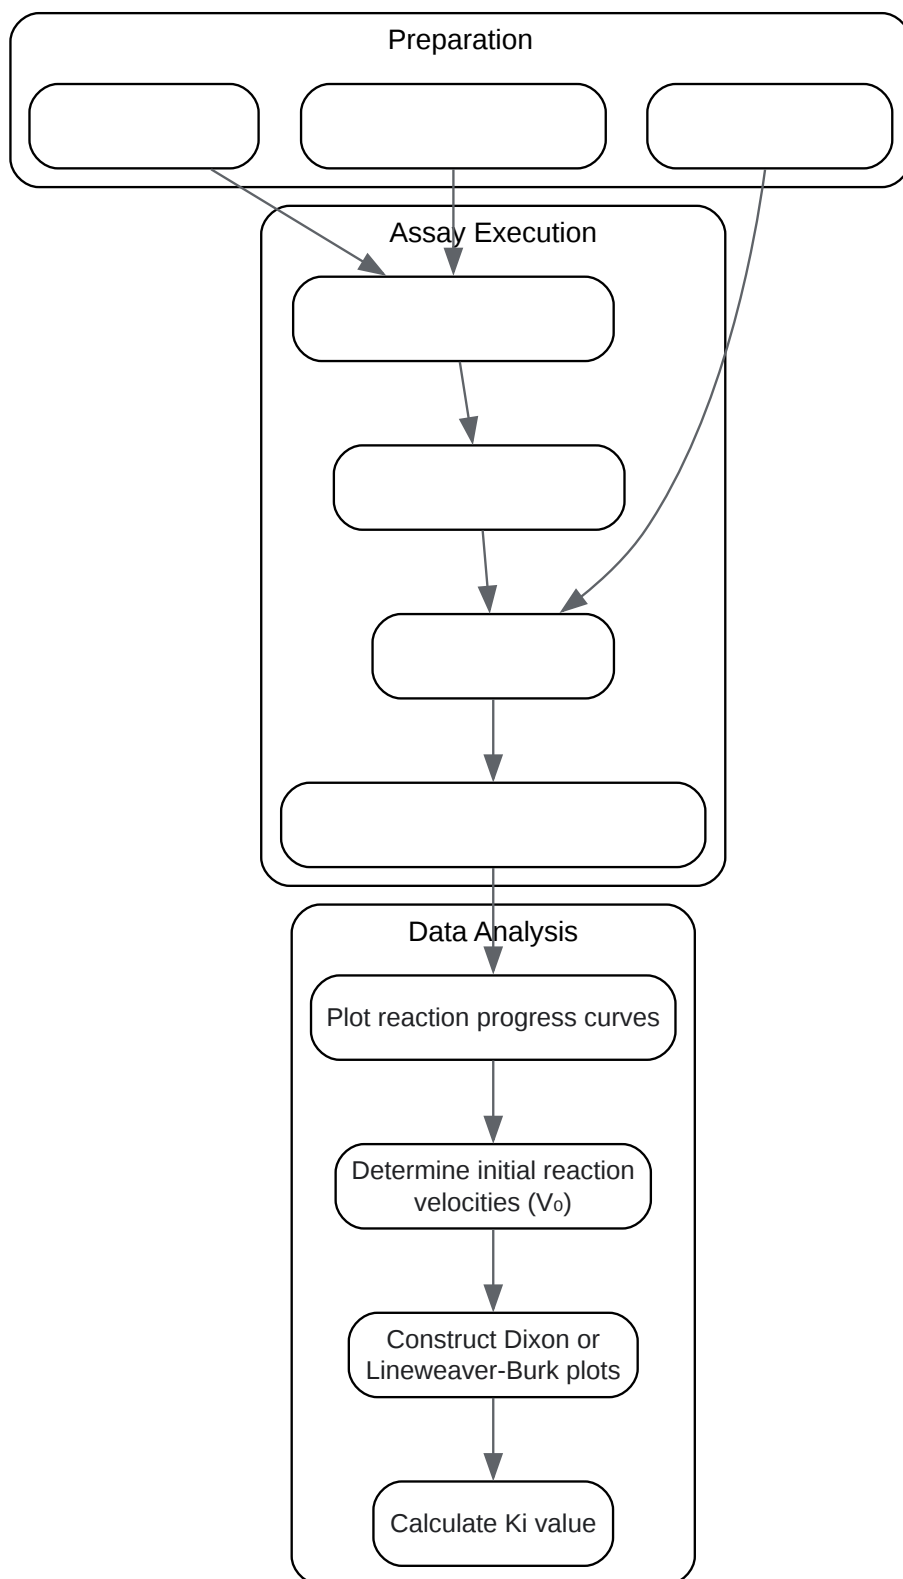 Preparation
Assay Execution
Data Analysis
Plot reaction progress curves
Determine initial reaction
velocities (V₀)
Construct Dixon or
Lineweaver-Burk plots
Calculate Ki value